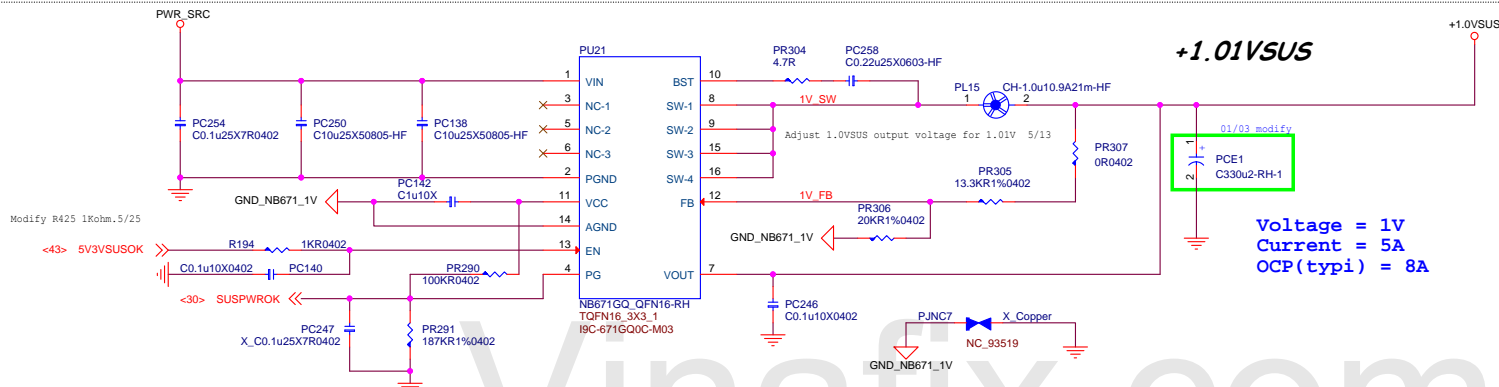 PWR_SRC
+1.0VSUS
+1.01VSUS
PU21
PR304
4.7R
PC258
C0.22u25X0603-HF
1
VIN
BST
10
3
NC-1
SW-1
8
1V_SW
PL15
CH-1.0u10.9A21m-HF
1
2
5
NC-2
SW-2
9
6
NC-3
SW-3
15
2
PGND
SW-4
16
11
VCC
FB
12
1V_FB
14
AGND
13
EN
4
PG
VOUT
7
PC254
C0.1u25X7R0402
PC250
C10u25X50805-HF
PC138
C10u25X50805-HF
Adjust 1.0VSUS output voltage for 1.01V 5/13
PR307
0R0402
01/03 modify
1
+
PCE1
2
C330u2-RH-1
PC142
C1u10X
GND_NB671_1V
PR305
13.3KR1%0402
PR306
20KR1%0402
GND_NB671_1V
Modify R425 1Kohm.5/25
<43> 5V3VSUSOK
R194
1KR0402
C0.1u10X0402
PC140
PR290
100KR0402
<30> SUSPWROK
PC247
X_C0.1u25X7R0402
PR291
187KR1%0402
NB671GQ_QFN16-RH
TQFN16_3X3_1
I9C-671GQ0C-M03
PC246
C0.1u10X0402
PJNC7
X_Copper
NC_93519
GND_NB671_1V
Voltage = 1V
Current = 5A
OCP(typi) = 8A
Vinafix.com